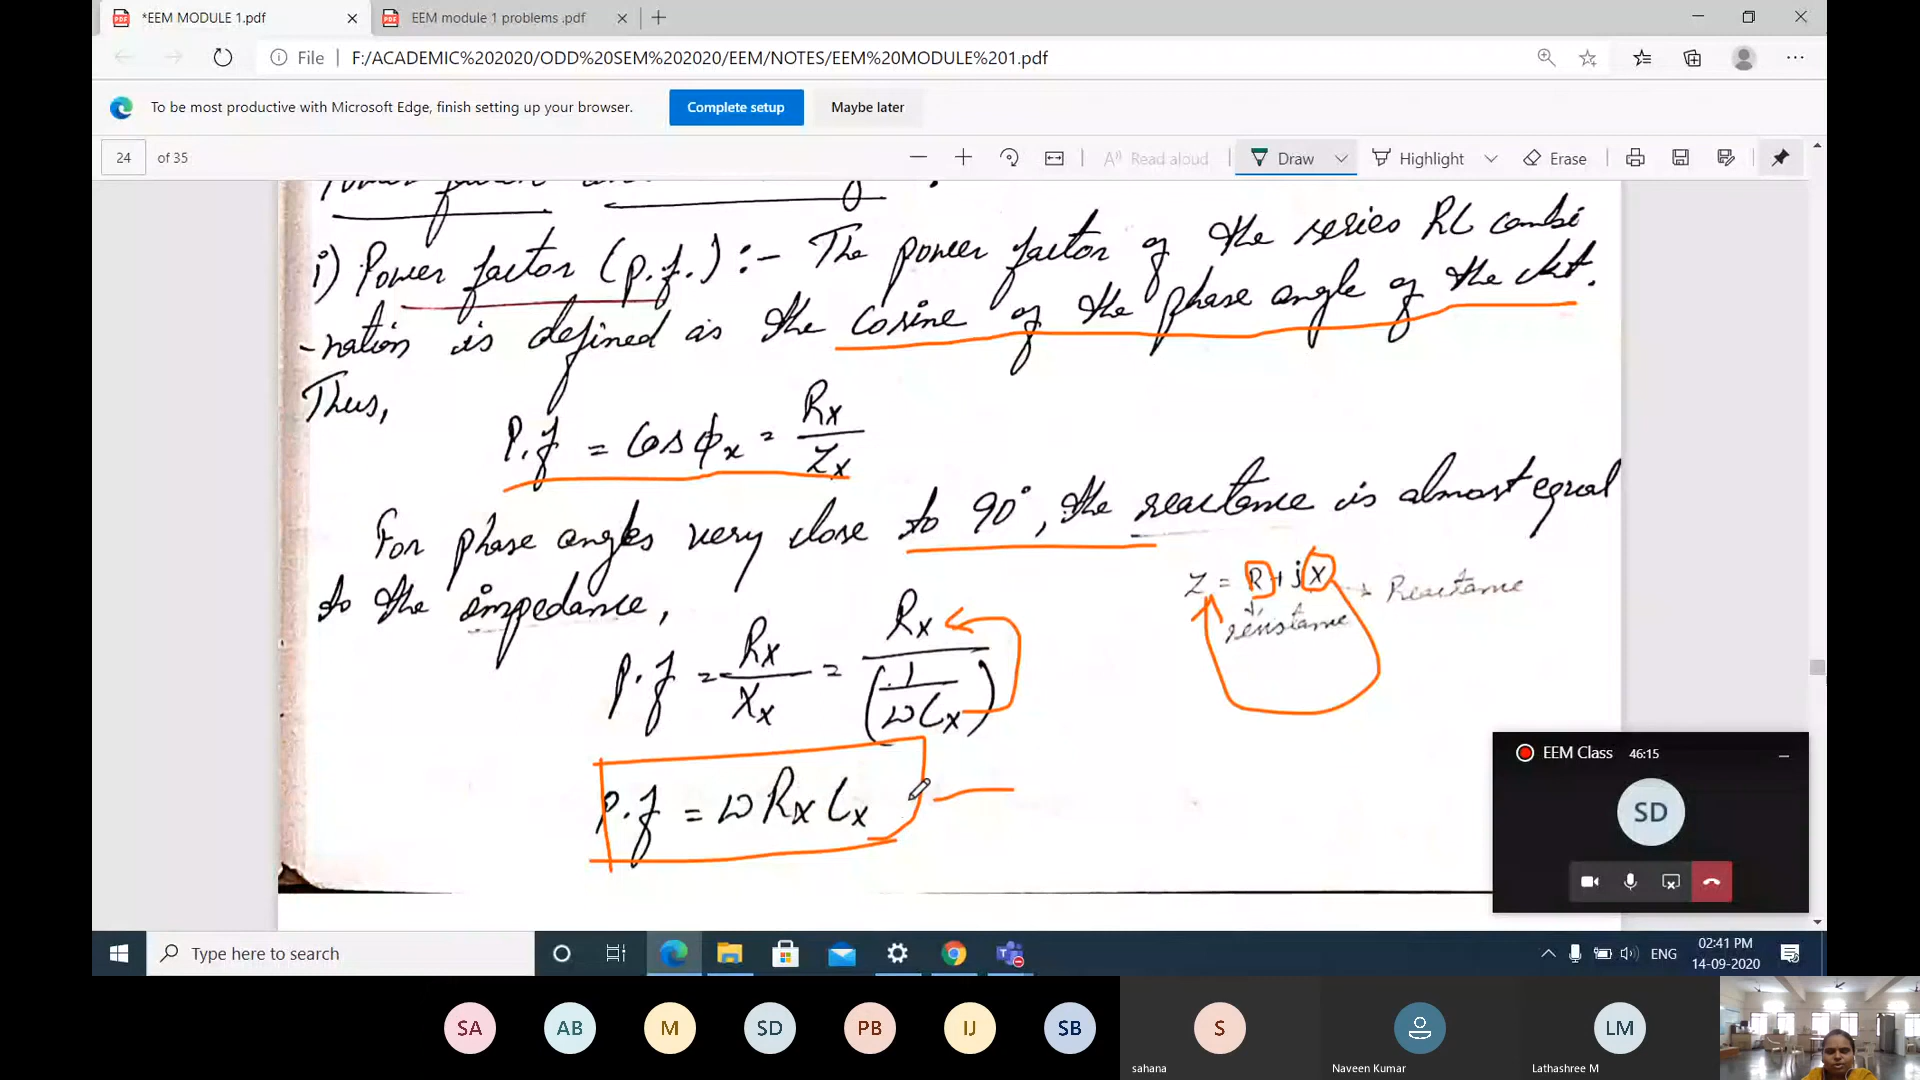 *EEM MODULE 1.pdf
EEM module 1 problems .pdf
File
F:/ACADEMIC%202020/ODD%20SEM%202020/EEM/NOTES/EEM%20MODULE%201.pdf
To be most productive with Microsoft Edge, finish setting up your browser.
Complete setup
Maybe later
24 of 35
Read aloud
Draw
Highlight
Erase
Power factor
i) Power factor (p.f.) :- The power factor of the series RC combi
-nation is defined as the cosine of the phase angle of the ckt.
Thus,
P.f = Cos ϕx = Rx / Zx
For phase angles very close to 90°, the reactance is almost equal
to the impedance,
Z = R + jX → Reactance
resistance
p.f = Rx / Xx = Rx / (1 / ωCx)
p.f = ω Rx Cx
EEM Class 46:15
SD
Type here to search
ENG
02:41 PM
14-09-2020
SA AB M SD PB IJ SB S LM
sahana
Naveen Kumar
Lathashree M